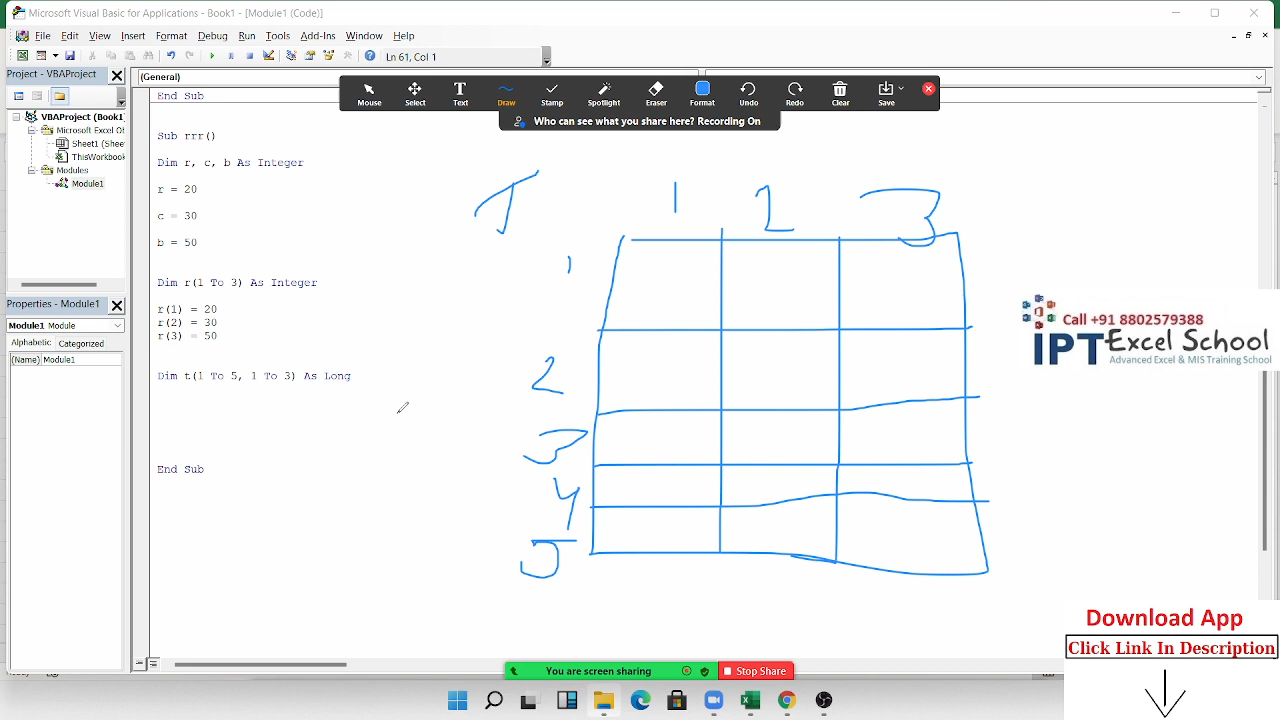 Microsoft Visual Basic for Applications - Book1 - [Module1 (Code)]
File Edit View Insert Format Debug Run Tools Add-Ins Window Help
Ln 61, Col 1
Project - VBAProject
(General)
Mouse Select Text Draw Stamp Spotlight Eraser Format Undo Redo Clear Save
Who can see what you share here? Recording On
VBAProject (Book1
Microsoft Excel Ob
Sheet1 (Sheet
ThisWorkbook
Modules
Module1
Properties - Module1
Module1 Module
Alphabetic Categorized
(Name) Module1
End Sub
Sub rrr()
Dim r, c, b As Integer
r = 20
c = 30
b = 50
Dim r(1 To 3) As Integer
r(1) = 20
r(2) = 30
r(3) = 50
Dim t(1 To 5, 1 To 3) As Long
End Sub
T 1 2 3
1
2
3
4
5
Call +91 8802579388
IPT Excel School
Advanced Excel & MIS Training School
Download App
Click Link In Description
You are screen sharing
Stop Share